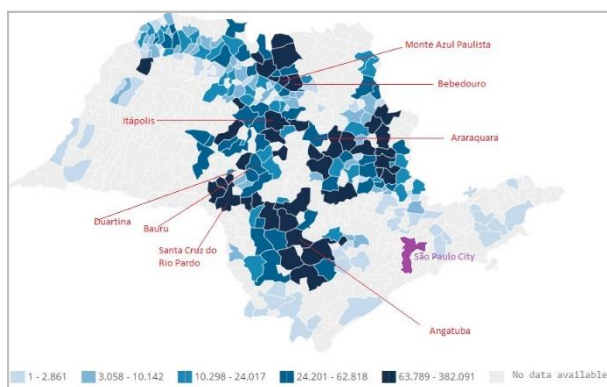 Monte Azul Paulista
Bebedouro
Itápolis
Araraquara
Duartina
Bauru
Santa Cruz do
Rio Pardo
São Paulo City
Angatuba
1 - 2.861
3.058 - 10.142
10.298 - 24.017
24.201 - 62.818
63.789 - 382.091
No data available